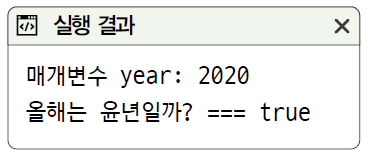 실행 결과
매개변수 year: 2020
올해는 윤년일까? === true